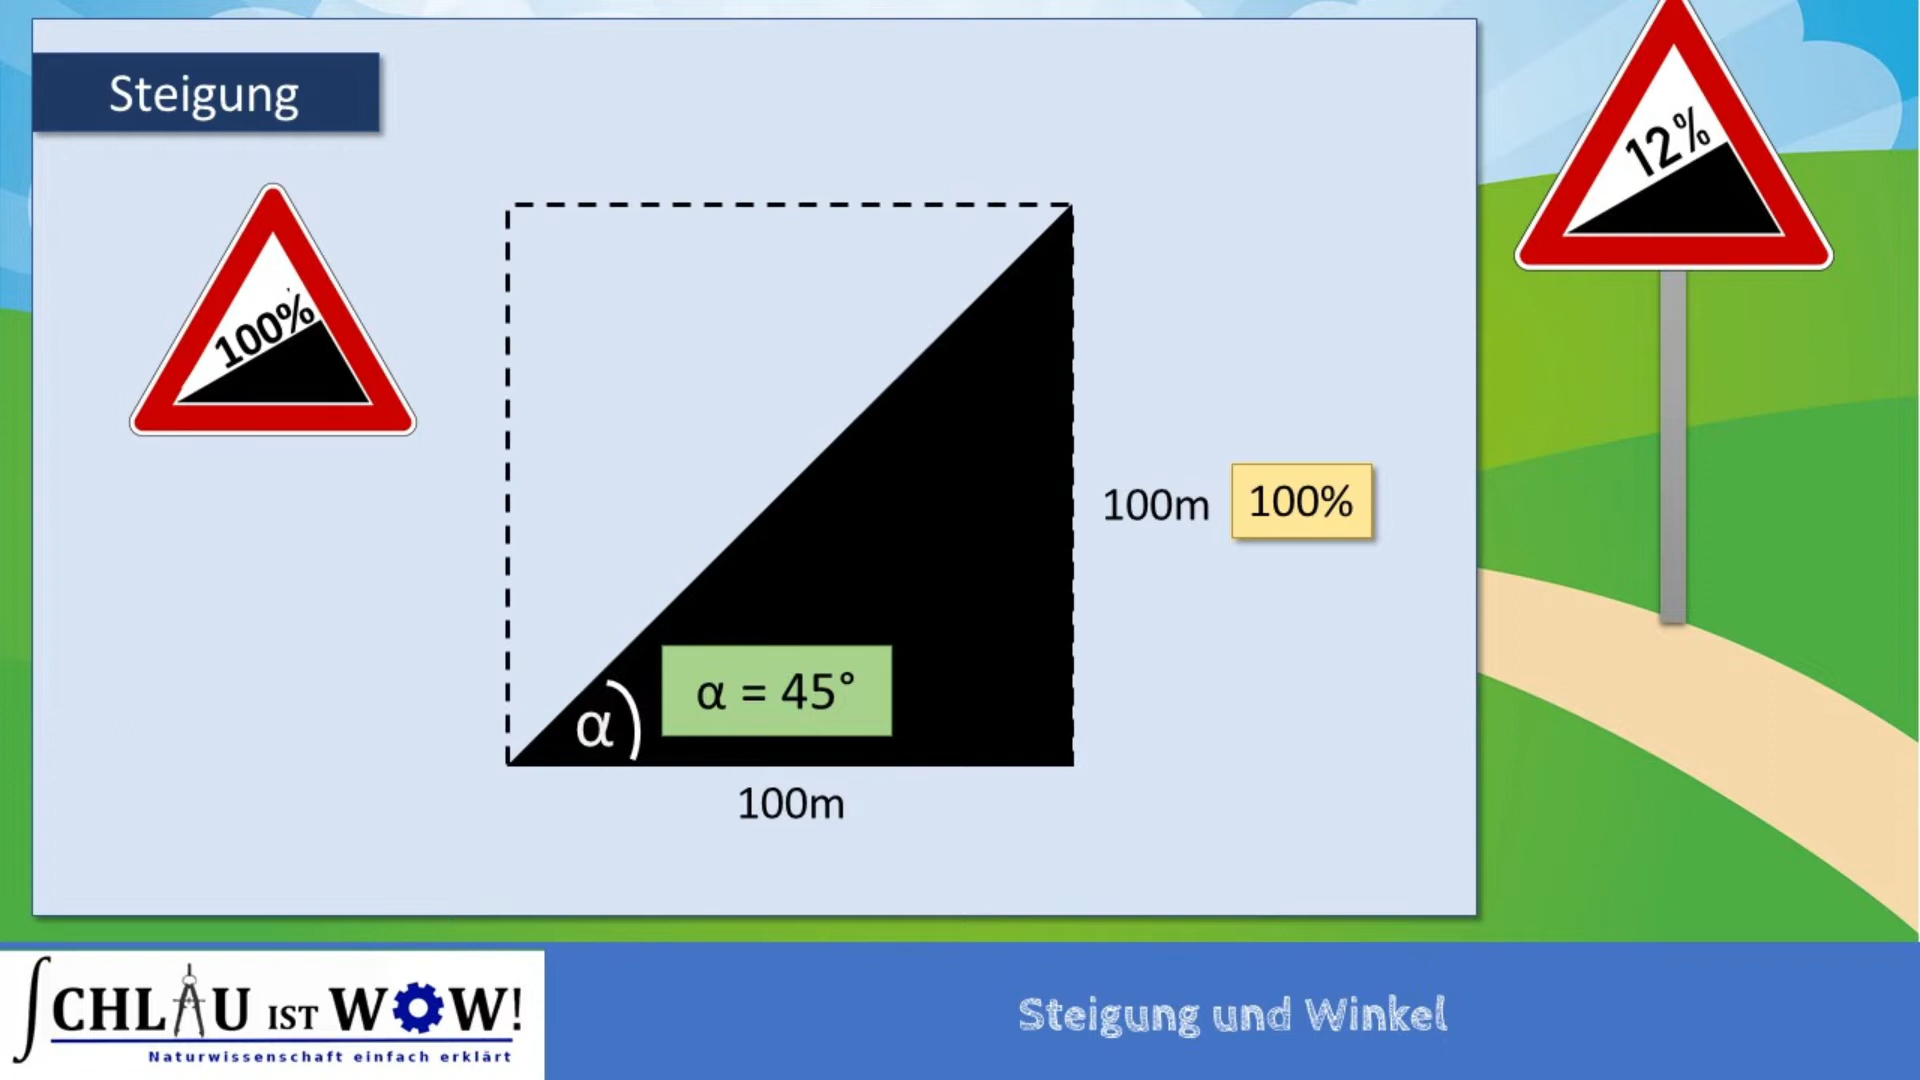 Steigung
12%
100%
100m
100%
α = 45°
α
100m
SCHLAU IST WOW!
Naturwissenschaft einfach erklärt
Steigung und Winkel